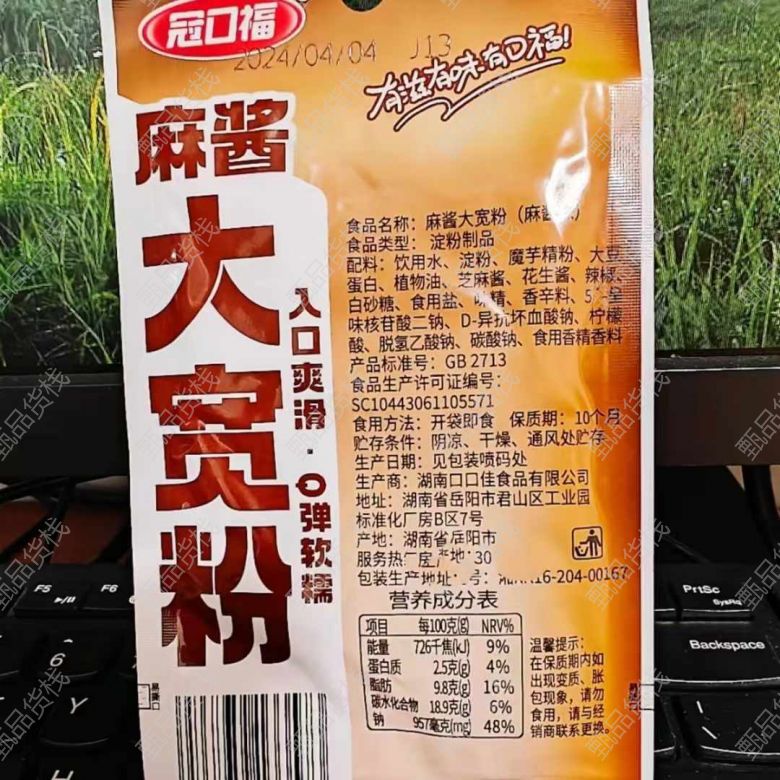 冠口福
2024/04/04 J13
有滋有味有口福!
麻酱
大宽粉
入口爽滑·Q弹软糯
食品名称：麻酱大宽粉（麻酱
食品类型：淀粉制品
配料：饮用水、淀粉、魔芋精粉、大豆
蛋白、植物油、芝麻酱、花生酱、辣椒、
白砂糖、食用盐、味精、香辛料、5
味核苷酸二钠、D-异抗坏血酸钠、柠檬
酸、脱氢乙酸钠、碳酸钠、食用香精香料
产品标准号：GB 2713
食品生产许可证编号：
SC10443061105571
食用方法：开袋即食 保质期：10个月
贮存条件：阴凉、干燥、通风处贮存
生产日期：见包装喷码处
生产商：湖南口口佳食品有限公司
地址：湖南省岳阳市君山区工业园
标准化厂房B区7号
产地：湖南省岳阳市
服务热
包装生产地址 16-204-00167
营养成分表
项目 每100克(g) NRV%
能量 726千焦(kJ) 9%
蛋白质 2.5克(g) 4%
脂肪 9.8克(g) 16%
碳水化合物 18.9克(g) 6%
钠 957毫克(mg) 48%
温馨提示：
在保质期内如
出现变质、胀
包现象，请勿
食用，请与经
销商联系更换。
易撕口
F5
F6
6
7
PrtSc
SysRq
Backspace
甄品货栈